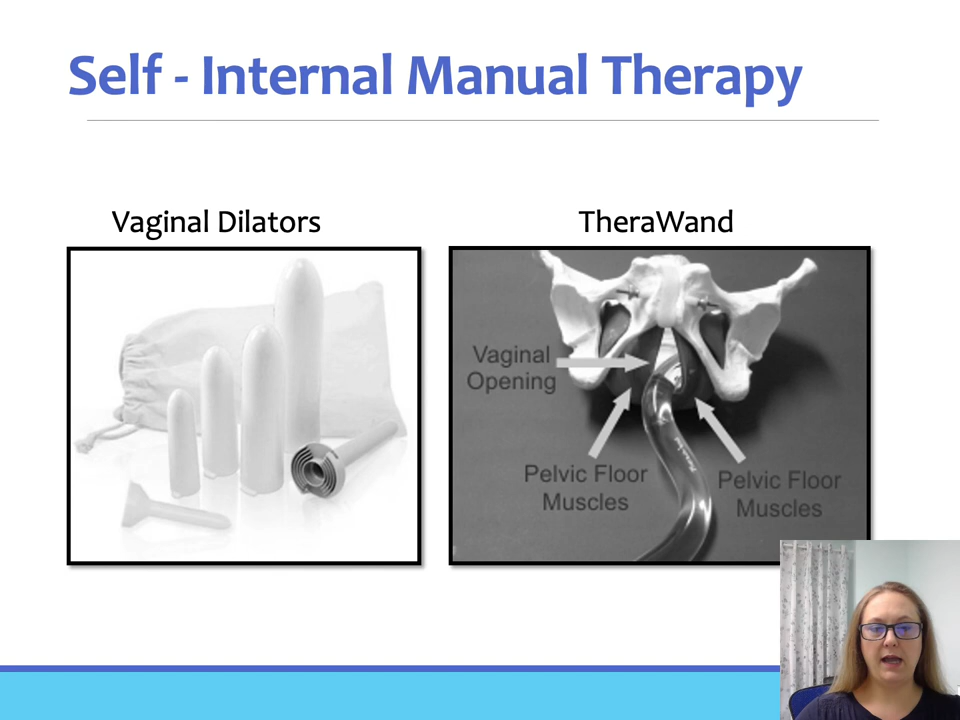 Self - Internal Manual Therapy
Vaginal Dilators
TheraWand
Vaginal
Opening
Pelvic Floor
Muscles
Pelvic Floor
Muscles